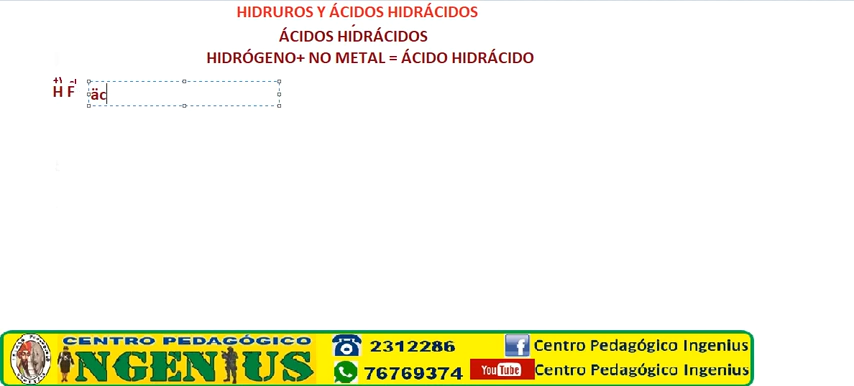 HIDRUROS Y ÁCIDOS HIDRÁCIDOS
ÁCIDOS HIDRÁCIDOS
HIDRÓGENO+ NO METAL = ÁCIDO HIDRÁCIDO
+1 -1
H F äc
CENTRO PEDAGÓGICO
INGENIUS
2312286
76769374
Centro Pedagógico Ingenius
YouTube Centro Pedagógico Ingenius